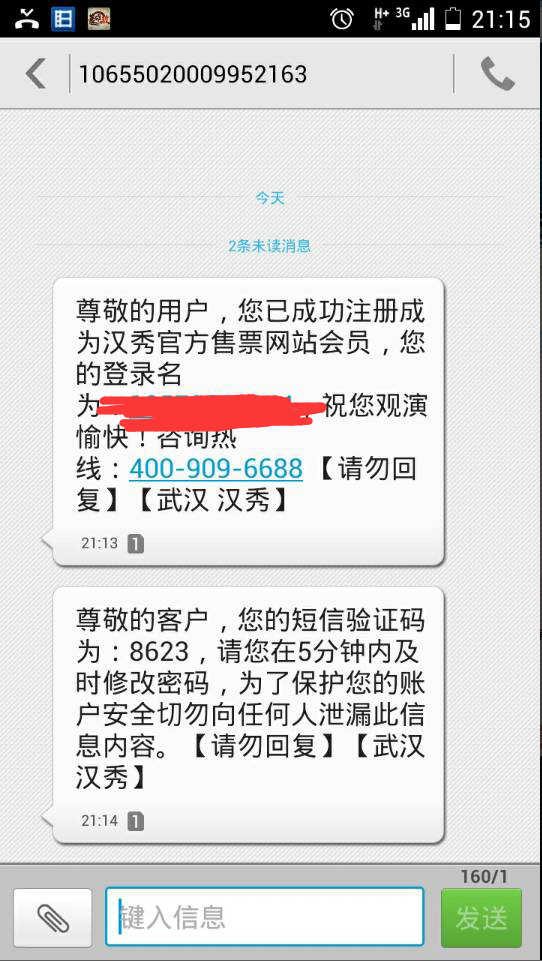 H+ 3G 21:15
10655020009952163
今天
2条未读消息
尊敬的用户，您已成功注册成
为汉秀官方售票网站会员，您
的登录名
为：，祝您观演
愉快！咨询热
线：400-909-6688【请勿回
复】【武汉 汉秀】
21:13 1
尊敬的客户，您的短信验证码
为：8623，请您在5分钟内及
时修改密码，为了保护您的账
户安全切勿向任何人泄漏此信
息内容。【请勿回复】【武汉
汉秀】
21:14 1
160/1
键入信息
发送